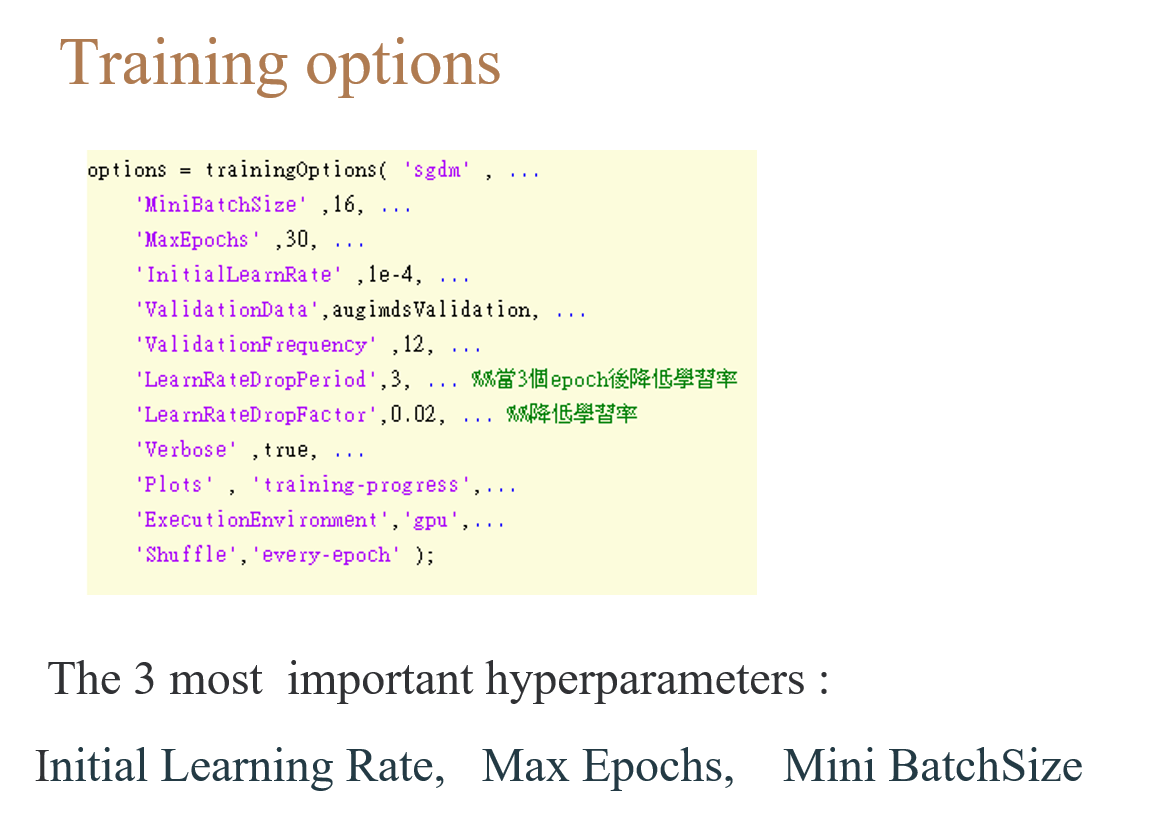 Training options
options = trainingOptions( 'sgdm' , ...
'MiniBatchSize' ,16, ...
'MaxEpochs' ,30, ...
'InitialLearnRate' ,1e-4, ...
'ValidationData',augimdsValidation, ...
'ValidationFrequency' ,12, ...
'LearnRateDropPeriod',3, ... %%當3個epoch後降低學習率
'LearnRateDropFactor',0.02, ... %%降低學習率
'Verbose' ,true, ...
'Plots' , 'training-progress',...
'ExecutionEnvironment','gpu',...
'Shuffle','every-epoch' );
The 3 most important hyperparameters :
Initial Learning Rate, Max Epochs, Mini BatchSize